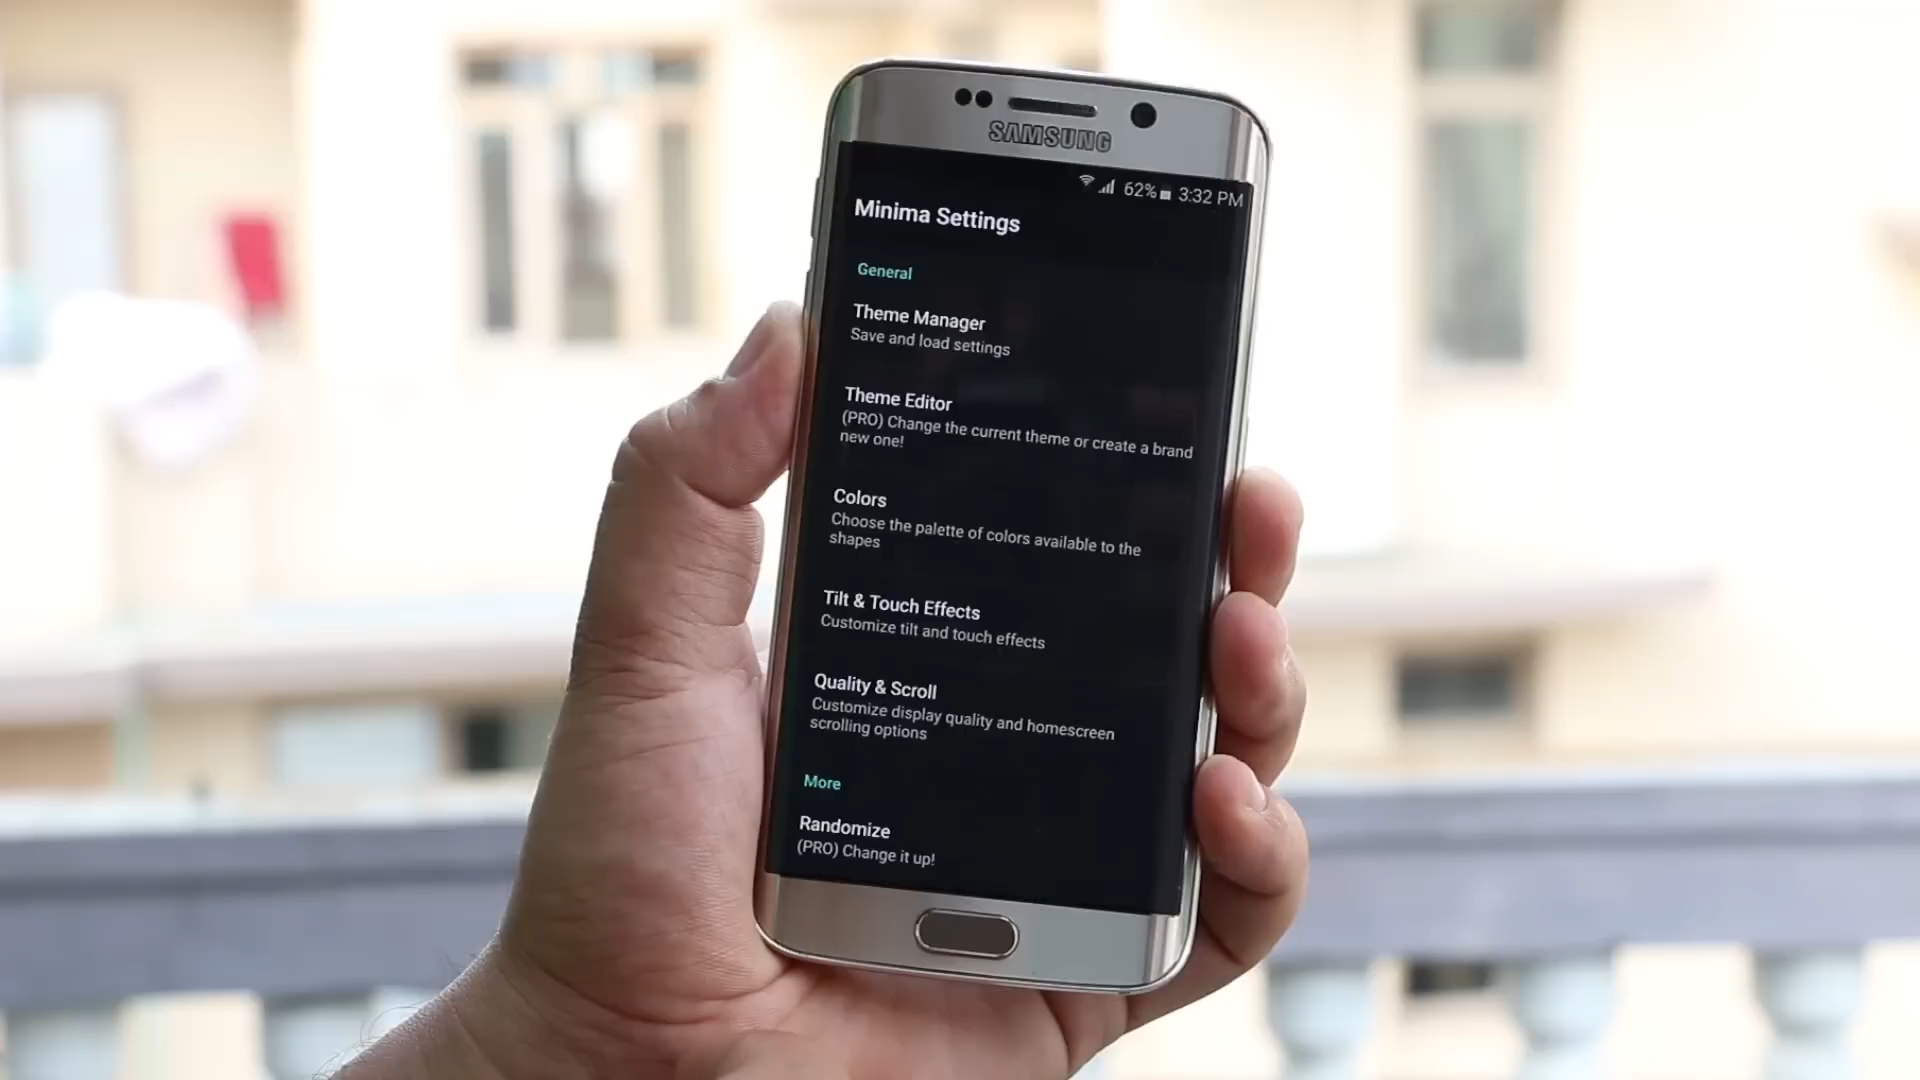 SAMSUNG
62% 3:32 PM
Minima Settings
General
Theme Manager
Save and load settings
Theme Editor
(PRO) Change the current theme or create a brand
new one!
Colors
Choose the palette of colors available to the
shapes
Tilt & Touch Effects
Customize tilt and touch effects
Quality & Scroll
Customize display quality and homescreen
scrolling options
More
Randomize
(PRO) Change it up!